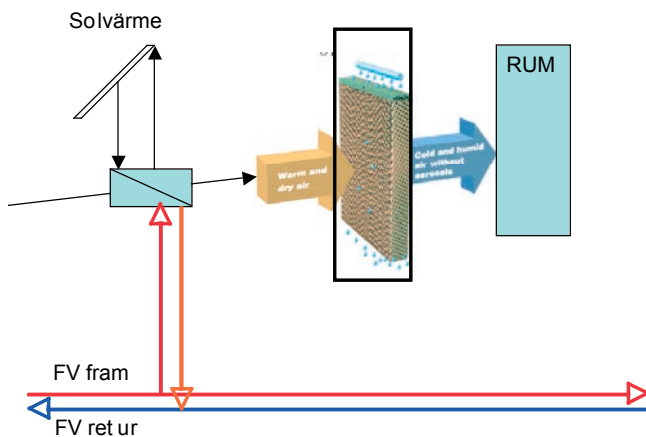 Solvärme
RUM
Warm and
dry air
Cold and humid
air without
aerosols
FV fram
FV ret ur